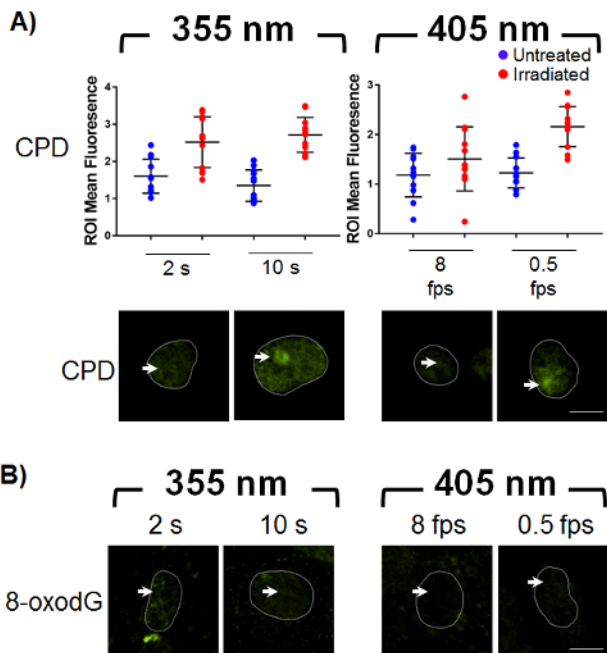 A)
355 nm
405 nm
Untreated
Irradiated
CPD
ROI Mean Fluoresence
4
3
2
1
0
2 s
10 s
ROI Mean Fluoresence
3
2
1
0
8
fps
0.5
fps
CPD
B)
355 nm
405 nm
2 s
10 s
8 fps
0.5 fps
8-oxodG